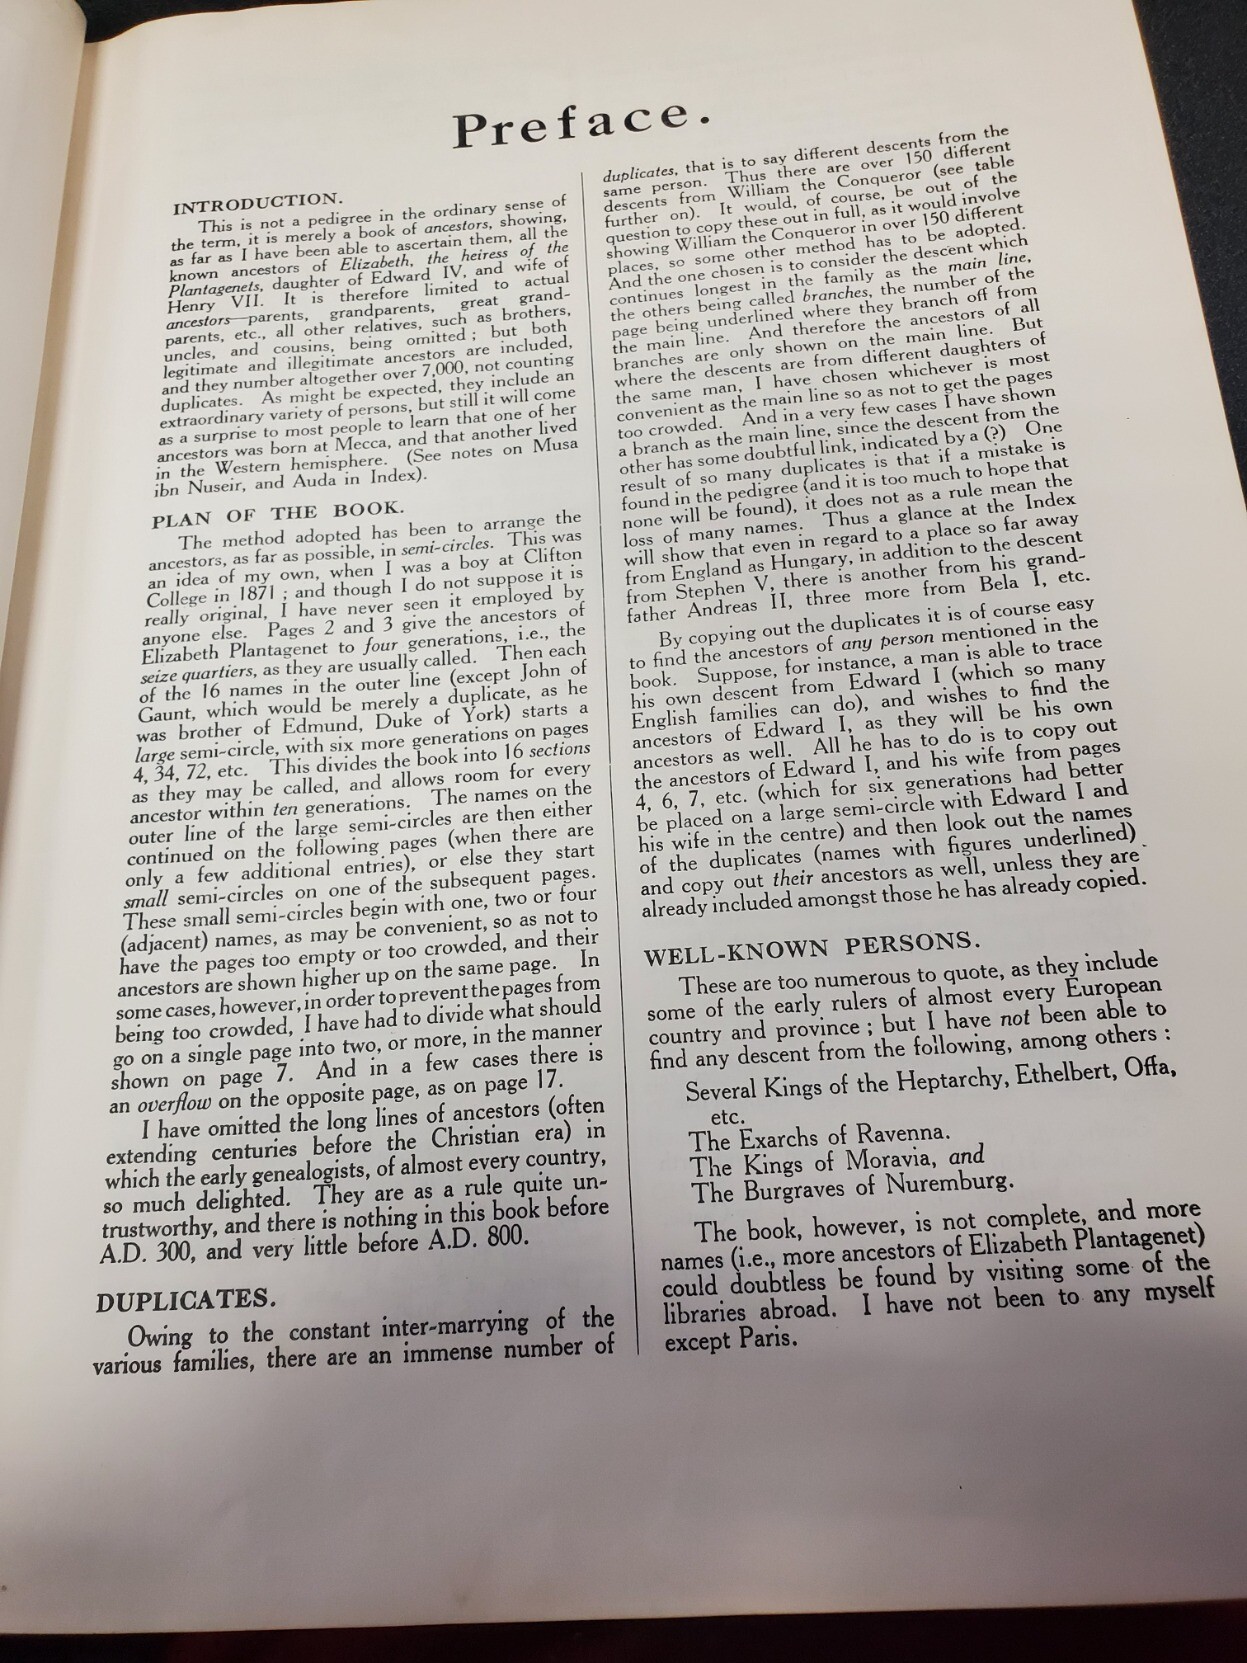 Preface.
INTRODUCTION.
This is not a pedigree in the ordinary sense of
the term, it is merely a book of ancestors, showing,
as far as I have been able to ascertain them, all the
known ancestors of Elizabeth, the heiress of the
Plantagenets, daughter of Edward IV, and wife of
Henry VII. It is therefore limited to actual
ancestors—parents, grandparents, great grand-
parents, etc., all other relatives, such as brothers,
uncles, and cousins, being omitted ; but both
legitimate and illegitimate ancestors are included,
and they number altogether over 7,000, not counting
duplicates. As might be expected, they include an
extraordinary variety of persons, but still it will come
as a surprise to most people to learn that one of her
ancestors was born at Mecca, and that another lived
in the Western hemisphere. (See notes on Musa
ibn Nuseir, and Auda in Index).
PLAN OF THE BOOK.
The method adopted has been to arrange the
ancestors, as far as possible, in semi-circles. This was
an idea of my own, when I was a boy at Clifton
College in 1871 ; and though I do not suppose it is
really original, I have never seen it employed by
anyone else. Pages 2 and 3 give the ancestors of
Elizabeth Plantagenet to four generations, i.e., the
seize quartiers, as they are usually called. Then each
of the 16 names in the outer line (except John of
Gaunt, which would be merely a duplicate, as he
was brother of Edmund, Duke of York) starts a
large semi-circle, with six more generations on pages
4, 34, 72, etc. This divides the book into 16 sections
as they may be called, and allows room for every
ancestor within ten generations. The names on the
outer line of the large semi-circles are then either
continued on the following pages (when there are
only a few additional entries), or else they start
small semi-circles on one of the subsequent pages.
These small semi-circles begin with one, two or four
(adjacent) names, as may be convenient, so as not to
have the pages too empty or too crowded, and their
ancestors are shown higher up on the same page. In
some cases, however, in order to prevent the pages from
being too crowded, I have had to divide what should
go on a single page into two, or more, in the manner
shown on page 7. And in a few cases there is
an overflow on the opposite page, as on page 17.
I have omitted the long lines of ancestors (often
extending centuries before the Christian era) in
which the early genealogists, of almost every country,
so much delighted. They are as a rule quite un-
trustworthy, and there is nothing in this book before
A.D. 300, and very little before A.D. 800.
DUPLICATES.
Owing to the constant inter-marrying of the
various families, there are an immense number of
duplicates, that is to say different descents from the
same person. Thus there are over 150 different
descents from William the Conqueror (see table
further on). It would, of course, be out of the
question to copy these out in full, as it would involve
showing William the Conqueror in over 150 different
places, so some other method has to be adopted.
And the one chosen is to consider the descent which
continues longest in the family as the main line,
the others being called branches, the number of the
page being underlined where they branch off from
the main line. And therefore the ancestors of all
branches are only shown on the main line. But
where the descents are from different daughters of
the same man, I have chosen whichever is most
convenient as the main line so as not to get the pages
too crowded. And in a very few cases I have shown
a branch as the main line, since the descent from the
other has some doubtful link, indicated by a (?) One
result of so many duplicates is that if a mistake is
found in the pedigree (and it is too much to hope that
none will be found), it does not as a rule mean the
loss of many names. Thus a glance at the Index
will show that even in regard to a place so far away
from England as Hungary, in addition to the descent
from Stephen V, there is another from his grand-
father Andreas II, three more from Bela I, etc.
By copying out the duplicates it is of course easy
to find the ancestors of any person mentioned in the
book. Suppose, for instance, a man is able to trace
his own descent from Edward I (which so many
English families can do), and wishes to find the
ancestors of Edward I, as they will be his own
ancestors as well. All he has to do is to copy out
the ancestors of Edward I, and his wife from pages
4, 6, 7, etc. (which for six generations had better
be placed on a large semi-circle with Edward I and
his wife in the centre) and then look out the names
of the duplicates (names with figures underlined)
and copy out their ancestors as well, unless they are
already included amongst those he has already copied.
WELL-KNOWN PERSONS.
These are too numerous to quote, as they include
some of the early rulers of almost every European
country and province ; but I have not been able to
find any descent from the following, among others :
Several Kings of the Heptarchy, Ethelbert, Offa,
etc.
The Exarchs of Ravenna.
The Kings of Moravia, and
The Burgraves of Nuremburg.
The book, however, is not complete, and more
names (i.e., more ancestors of Elizabeth Plantagenet)
could doubtless be found by visiting some of the
libraries abroad. I have not been to any myself
except Paris.